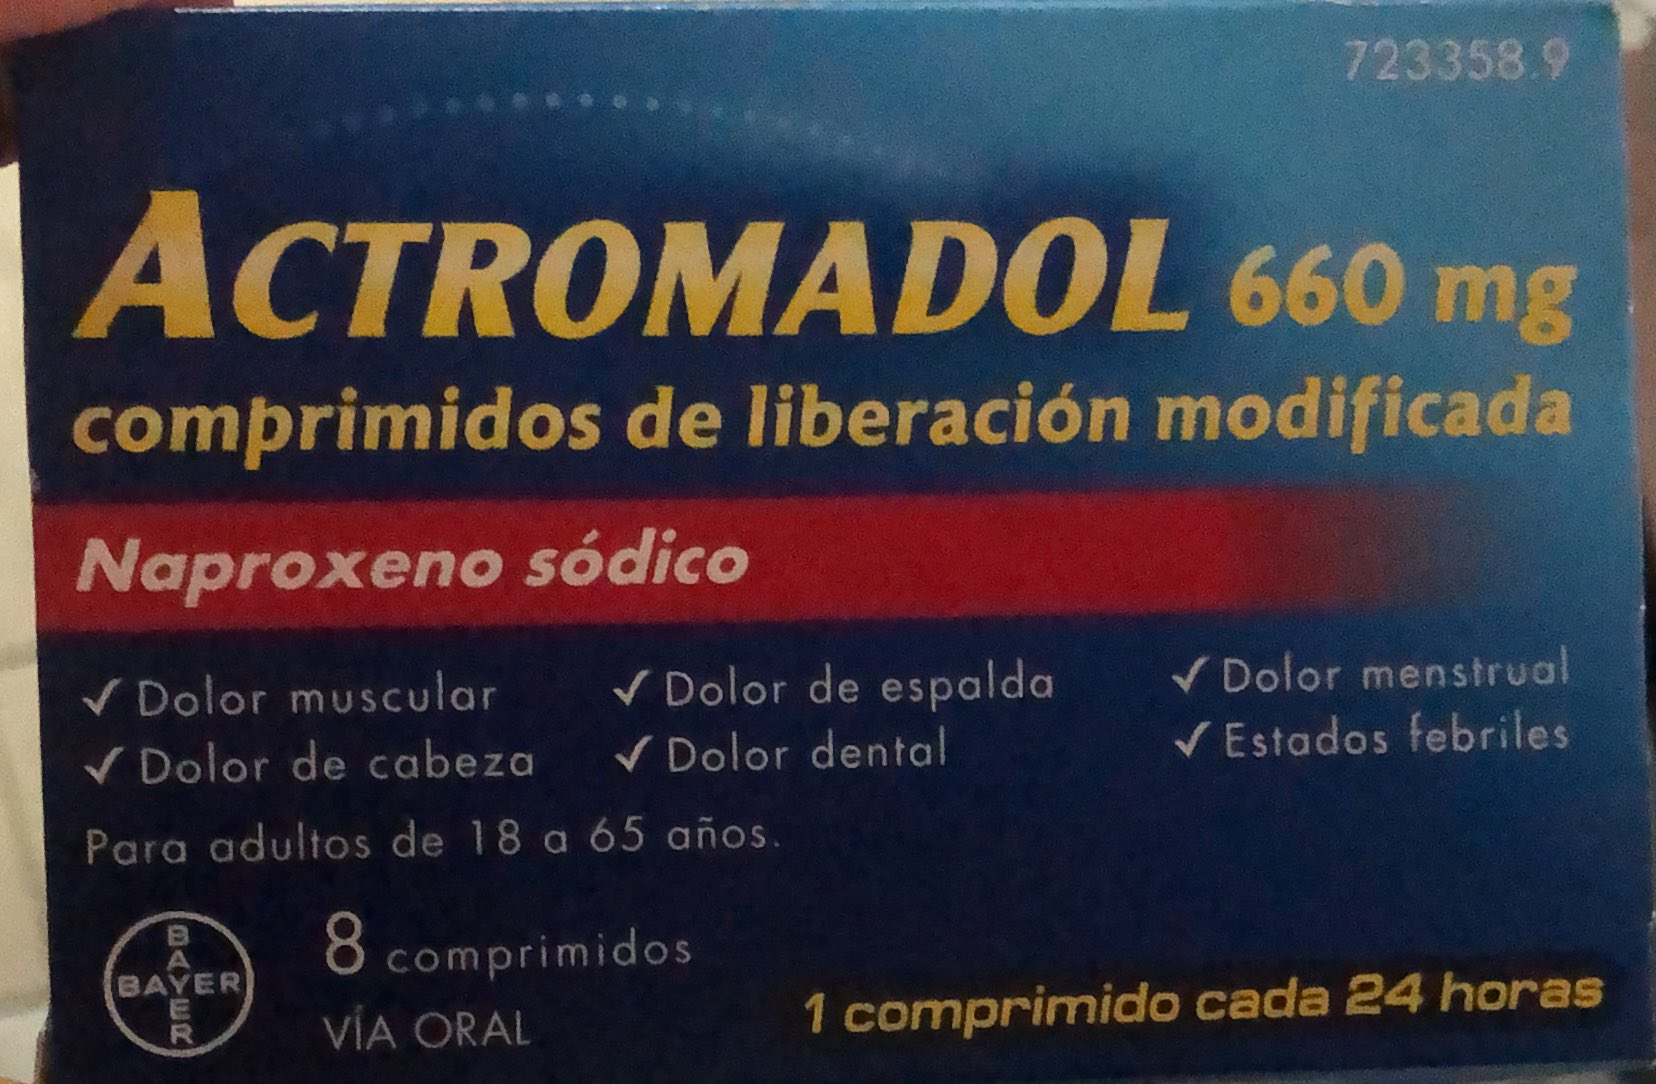 723358.9
ACTROMADOL 660 mg
comprimidos de liberación modificada
Naproxeno sódico
✓ Dolor muscular ✓ Dolor de espalda ✓ Dolor menstrual
✓ Dolor de cabeza ✓ Dolor dental ✓ Estados febriles
Para adultos de 18 a 65 años.
BAYER
BAYER
8 comprimidos
VÍA ORAL
1 comprimido cada 24 horas